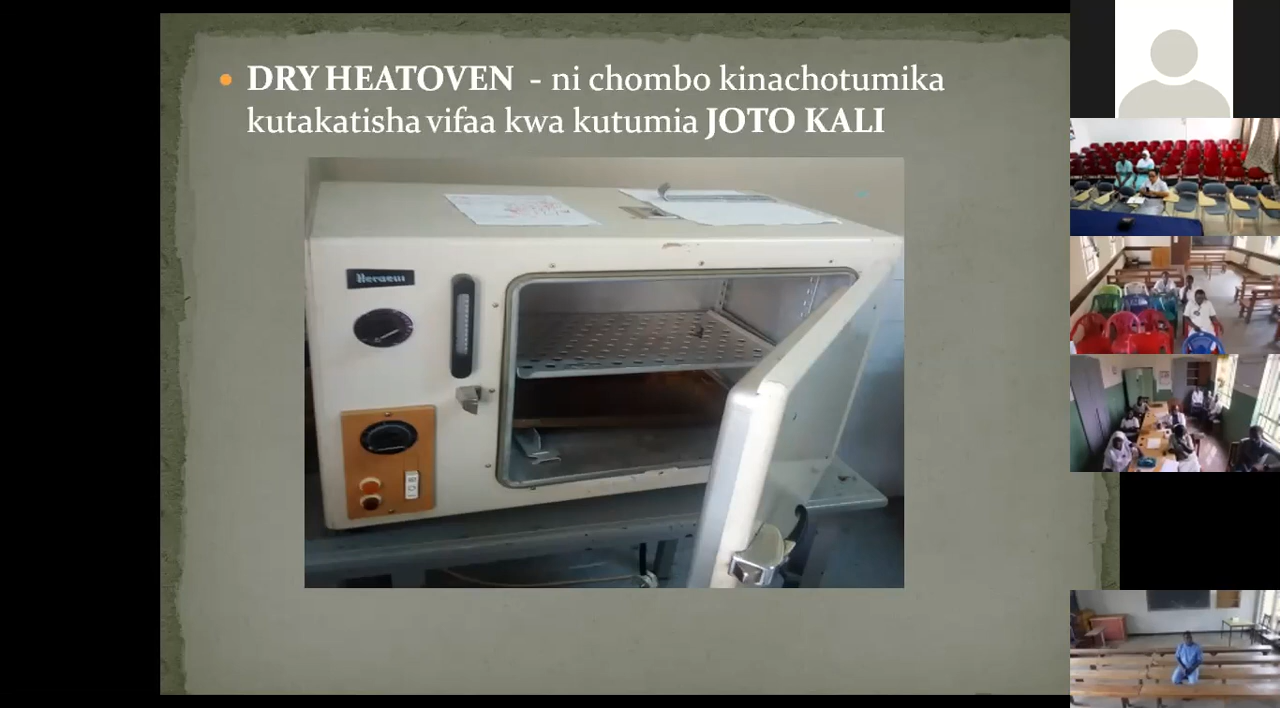 DRY HEATOVEN - ni chombo kinachotumika
kutakatisha vifaa kwa kutumia JOTO KALI
Heraeus